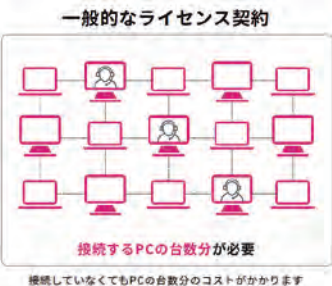 一般的なライセンス契約
接続するPCの台数分が必要
接続していなくてもPCの台数分のコストがかかります